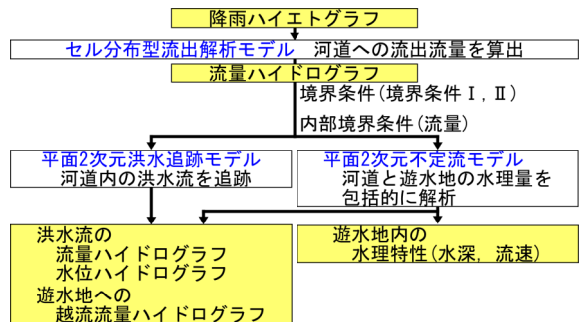 降雨ハイエトグラフ
セル分布型流出解析モデル 河道への流出流量を算出
流量ハイドログラフ
境界条件(境界条件Ⅰ, Ⅱ)
内部境界条件(流量)
平面2次元洪水追跡モデル
河道内の洪水流を追跡
平面2次元不定流モデル
河道と遊水地の水理量を
包括的に解析
洪水流の
流量ハイドログラフ
水位ハイドログラフ
遊水地への
越流流量ハイドログラフ
遊水地内の
水理特性(水深, 流速)